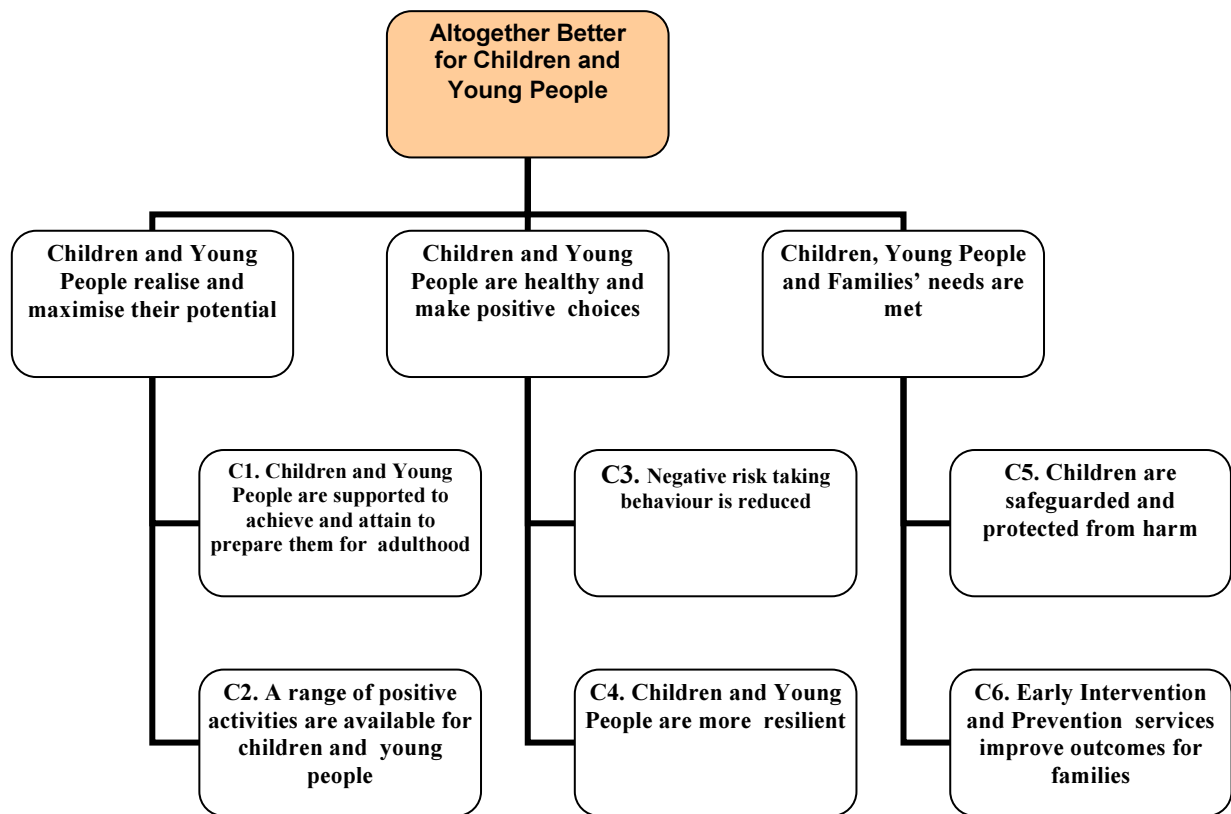 Altogether Better
for Children and
Young People
Children and Young
People realise and
maximise their potential
Children and Young
People are healthy and
make positive choices
Children, Young People
and Families’ needs are
met
C1. Children and Young
People are supported to
achieve and attain to
prepare them for adulthood
C2. A range of positive
activities are available for
children and young
people
C3. Negative risk taking
behaviour is reduced
C4. Children and Young
People are more resilient
C5. Children are
safeguarded and
protected from harm
C6. Early Intervention
and Prevention services
improve outcomes for
families